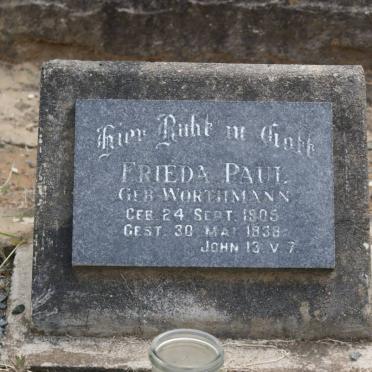 Hier Ruht in Gott
FRIEDA PAUL
GEB WORTHMANN
GEB. 24 SEPT. 1905
GEST. 30 MAI 1938
JOHN 13. V. 7.